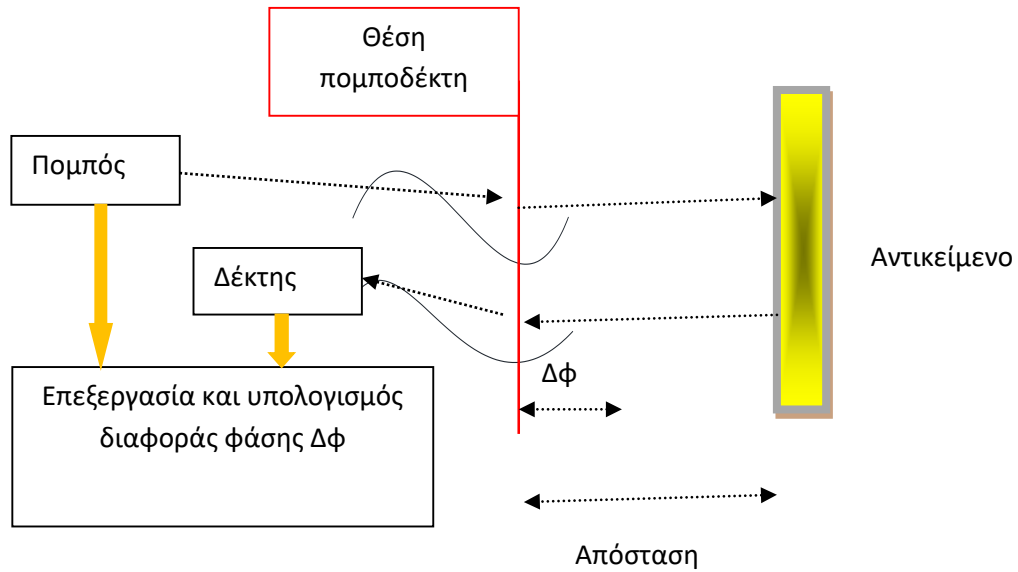 Θέση
πομποδέκτη
Πομπός
Δέκτης
Αντικείμενο
Δφ
Επεξεργασία και υπολογισμός
διαφοράς φάσης Δφ
Απόσταση